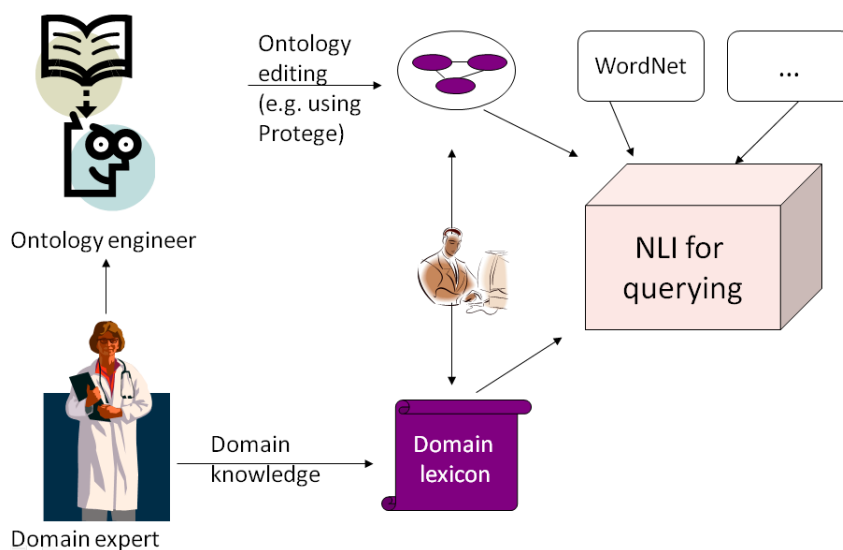 Ontology
editing
(e.g. using
Protege)
WordNet
...
Ontology engineer
NLI for
querying
Domain
knowledge
Domain
lexicon
Domain expert